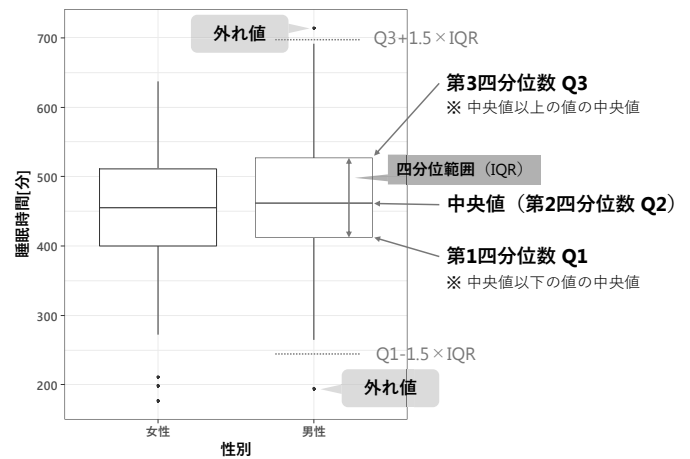 外れ値
Q3+1.5×IQR
700
第3四分位数 Q3
※ 中央値以上の値の中央値
600
四分位範囲（IQR）
500
中央値（第2四分位数 Q2）
睡眠時間[分]
400
第1四分位数 Q1
※ 中央値以下の値の中央値
300
Q1-1.5×IQR
200
外れ値
女性
男性
性別